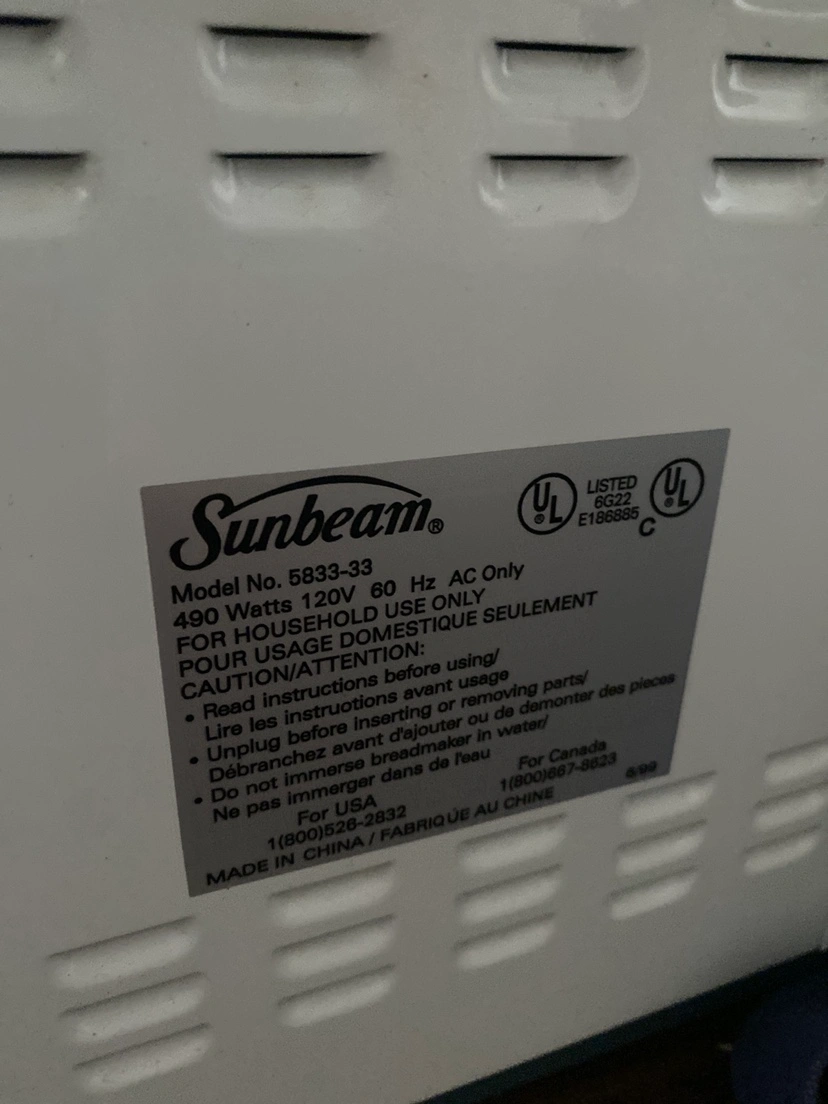 Sunbeam®
UL® LISTED 6G22 E186885 C UL®
Model No. 5833-33
490 Watts 120V 60 Hz AC Only
FOR HOUSEHOLD USE ONLY
POUR USAGE DOMESTIQUE SEULEMENT
CAUTION/ATTENTION:
• Read instructions before using/
Lire les instruotions avant usage
• Unplug before inserting or removing parts/
Débranchez avant d'ajouter ou de demonter des pieces
• Do not immerse breadmaker in water/
Ne pas immerger dans de l'eau
For USA For Canada
1(800)526-2832 1(800)667-8623 6/99
MADE IN CHINA / FABRIQUE AU CHINE